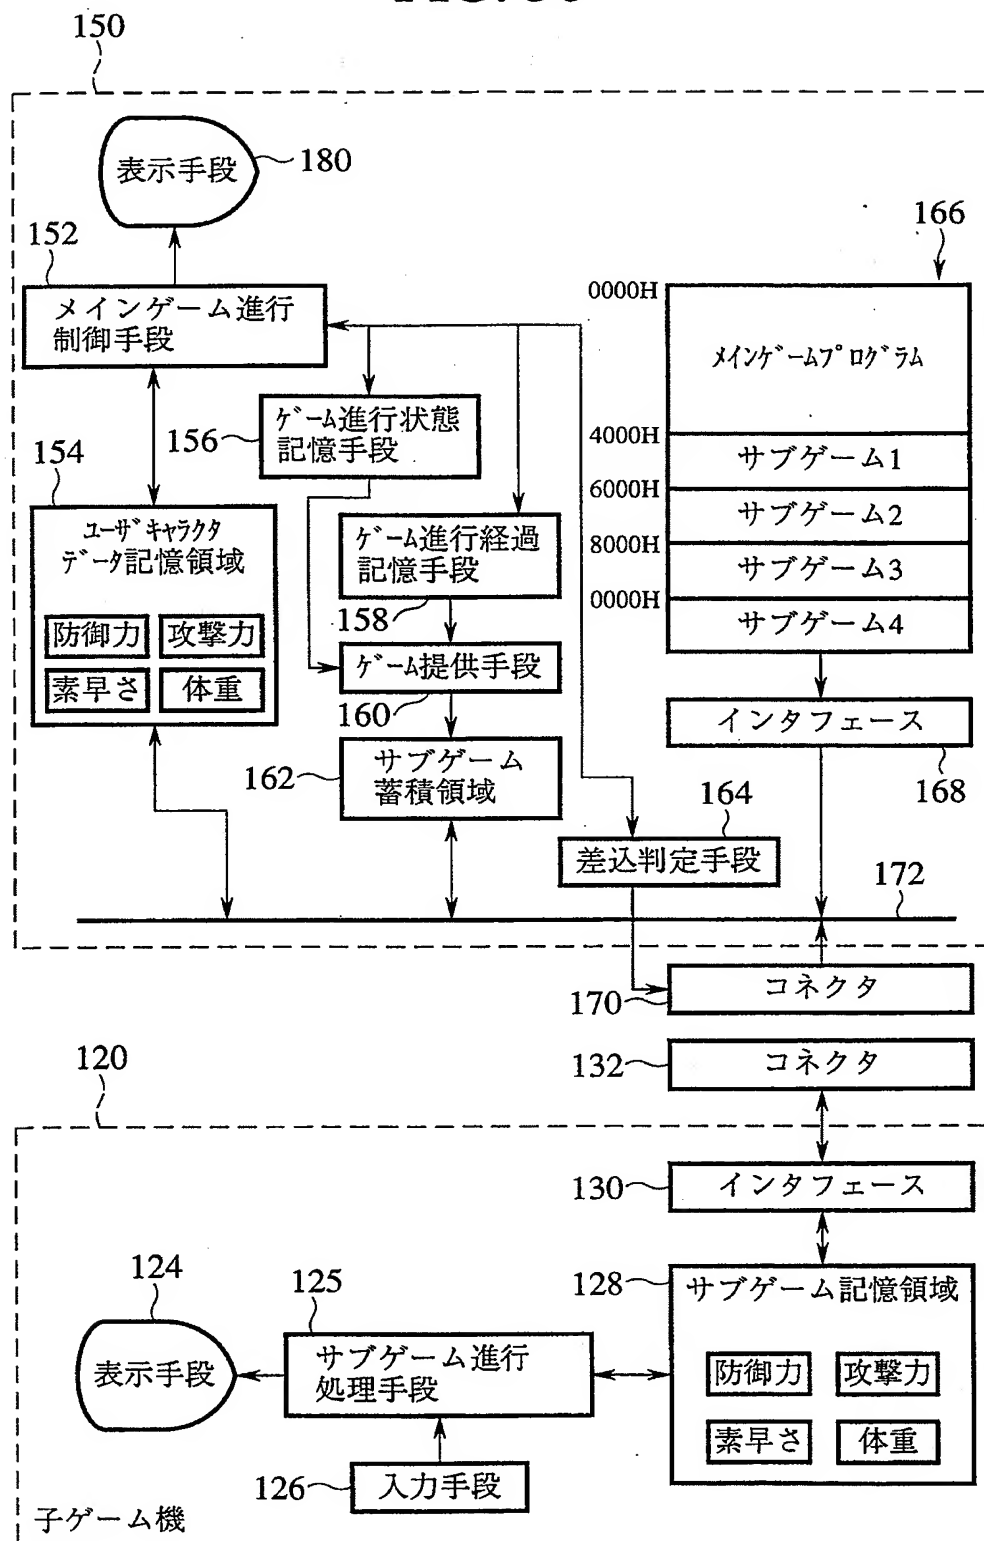 150
表示手段
180
152
メインゲーム進行
制御手段
166
0000H
メインゲームプログラム
4000H
サブゲーム1
6000H
サブゲーム2
8000H
サブゲーム3
0000H
サブゲーム4
156
ゲーム進行状態
記憶手段
154
ユーザキャラクタ
データ記憶領域
防御力
攻撃力
素早さ
体重
ゲーム進行経過
記憶手段
158
ゲーム提供手段
160
162
サブゲーム
蓄積領域
インタフェース
168
164
差込判定手段
172
170
コネクタ
120
132
コネクタ
130
インタフェース
124
表示手段
125
サブゲーム進行
処理手段
126
入力手段
128
サブゲーム記憶領域
防御力
攻撃力
素早さ
体重
子ゲーム機